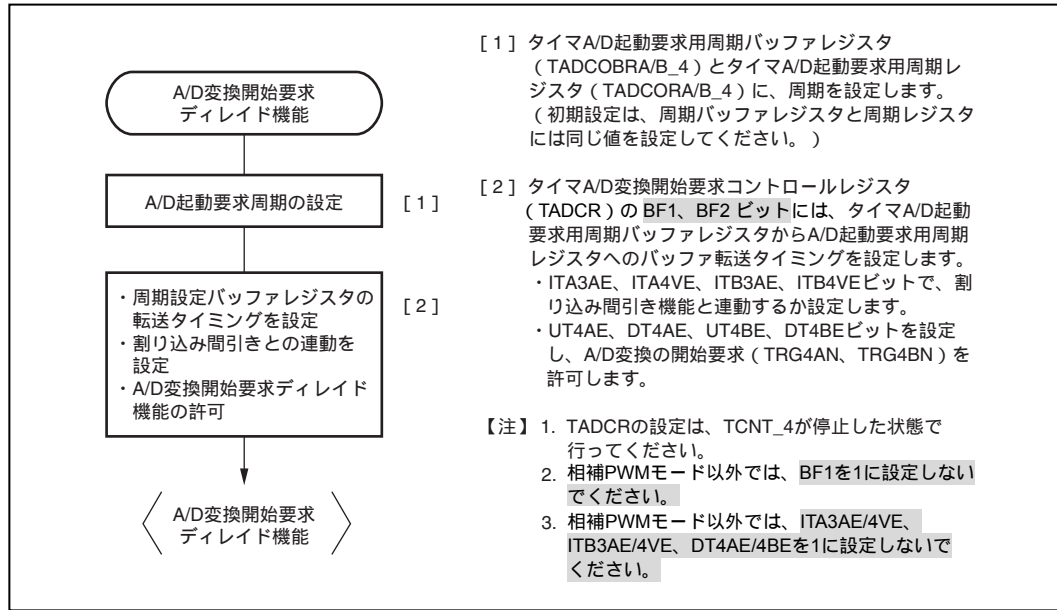 A/D変換開始要求
ディレイド機能
A/D起動要求周期の設定
[ 1 ]
・周期設定バッファレジスタの
転送タイミングを設定
・割り込み間引きとの連動を
設定
・A/D変換開始要求ディレイド
機能の許可
[ 2 ]
A/D変換開始要求
ディレイド機能
[ 1 ] タイマA/D起動要求用周期バッファレジスタ
( TADCOBRA/B_4 ) とタイマA/D起動要求用周期レ
ジスタ ( TADCORA/B_4 ) に、周期を設定します。
( 初期設定は、周期バッファレジスタと周期レジスタ
には同じ値を設定してください。 )
[ 2 ] タイマA/D変換開始要求コントロールレジスタ
( TADCR ) の BF1、BF2 ビットには、タイマA/D起動
要求用周期バッファレジスタからA/D起動要求用周期
レジスタへのバッファ転送タイミングを設定します。
・ITA3AE、ITA4VE、ITB3AE、ITB4VEビットで、割
り込み間引き機能と連動するか設定します。
・UT4AE、DT4AE、UT4BE、DT4BEビットを設定
し、A/D変換の開始要求 ( TRG4AN、TRG4BN ) を
許可します。
【注】 1. TADCRの設定は、TCNT_4が停止した状態で
行ってください。
2. 相補PWMモード以外では、BF1を1に設定しない
でください。
3. 相補PWMモード以外では、ITA3AE/4VE、
ITB3AE/4VE、DT4AE/4BEを1に設定しないで
ください。